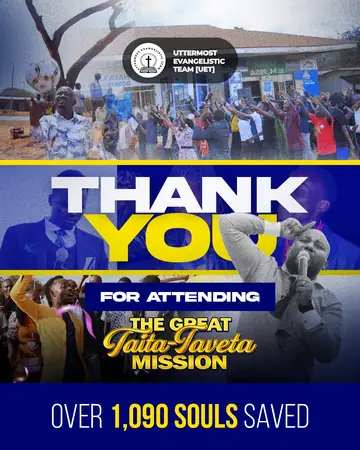 UTTERMOST
EVANGELISTIC
TEAM [UET]
THANK
YOU
FOR ATTENDING
THE GREAT
Taita-Taveta
MISSION
OVER 1,090 SOULS SAVED